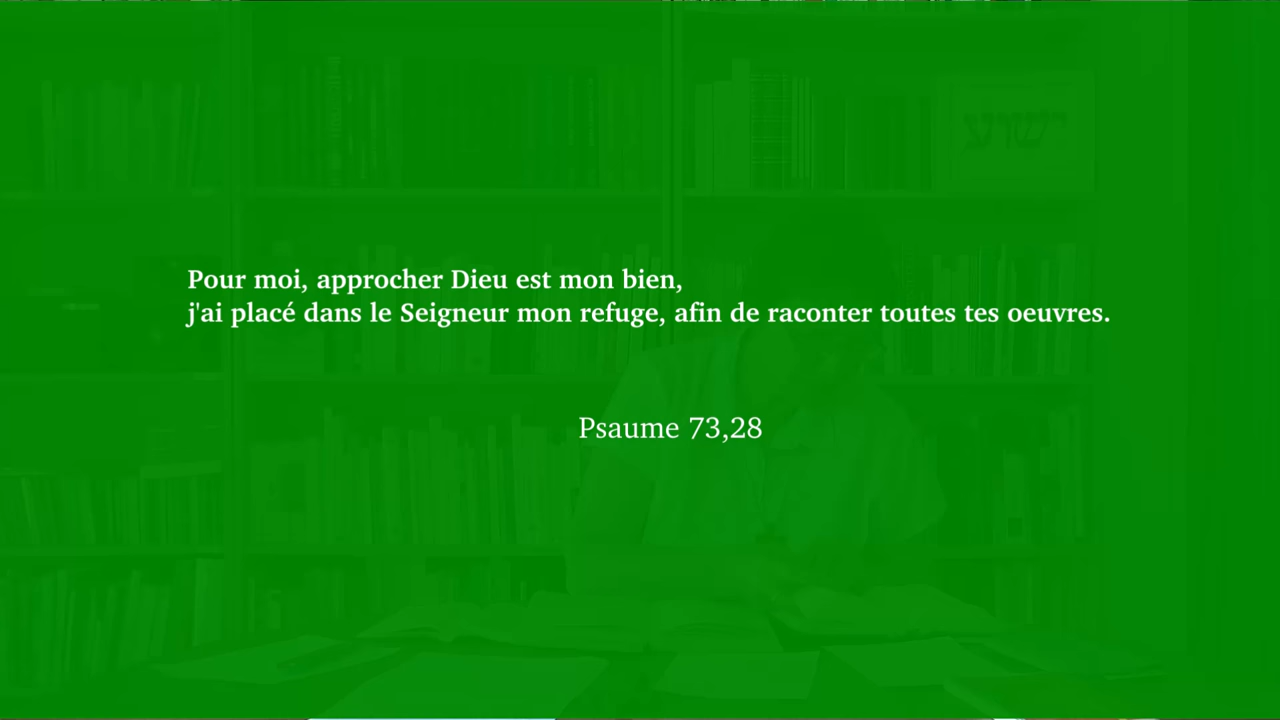 ישוע
Pour moi, approcher Dieu est mon bien,
j'ai placé dans le Seigneur mon refuge, afin de raconter toutes tes oeuvres.
Psaume 73,28